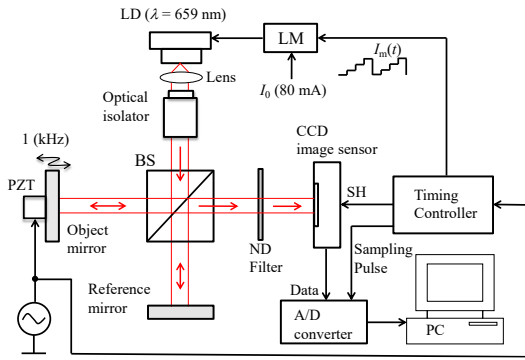 LD (λ = 659 nm)
LM
Im(t)
I0 (80 mA)
Lens
Optical
isolator
CCD
image sensor
1 (kHz)
BS
PZT
SH
Timing
Controller
Object
mirror
ND
Filter
Sampling
Pulse
Reference
mirror
Data
A/D
converter
PC